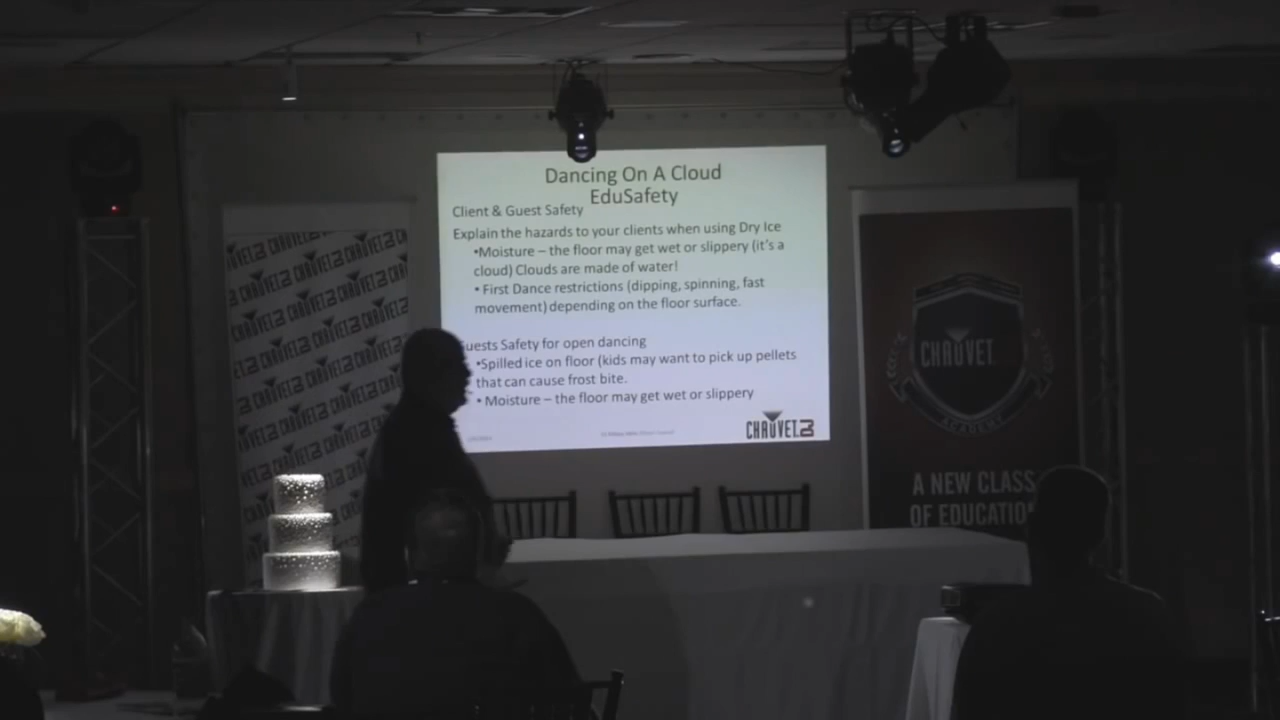 Dancing On A Cloud
EduSafety
Client & Guest Safety
Explain the hazards to your clients when using Dry Ice
•Moisture – the floor may get wet or slippery (it's a
cloud) Clouds are made of water!
• First Dance restrictions (dipping, spinning, fast
movement) depending on the floor surface.
uests Safety for open dancing
•Spilled ice on floor (kids may want to pick up pellets
that can cause frost bite.
• Moisture – the floor may get wet or slippery
CHAUVET DJ
CHAUVET DJ
CHAUVET
ACADEMY
A NEW CLASS
OF EDUCATIO